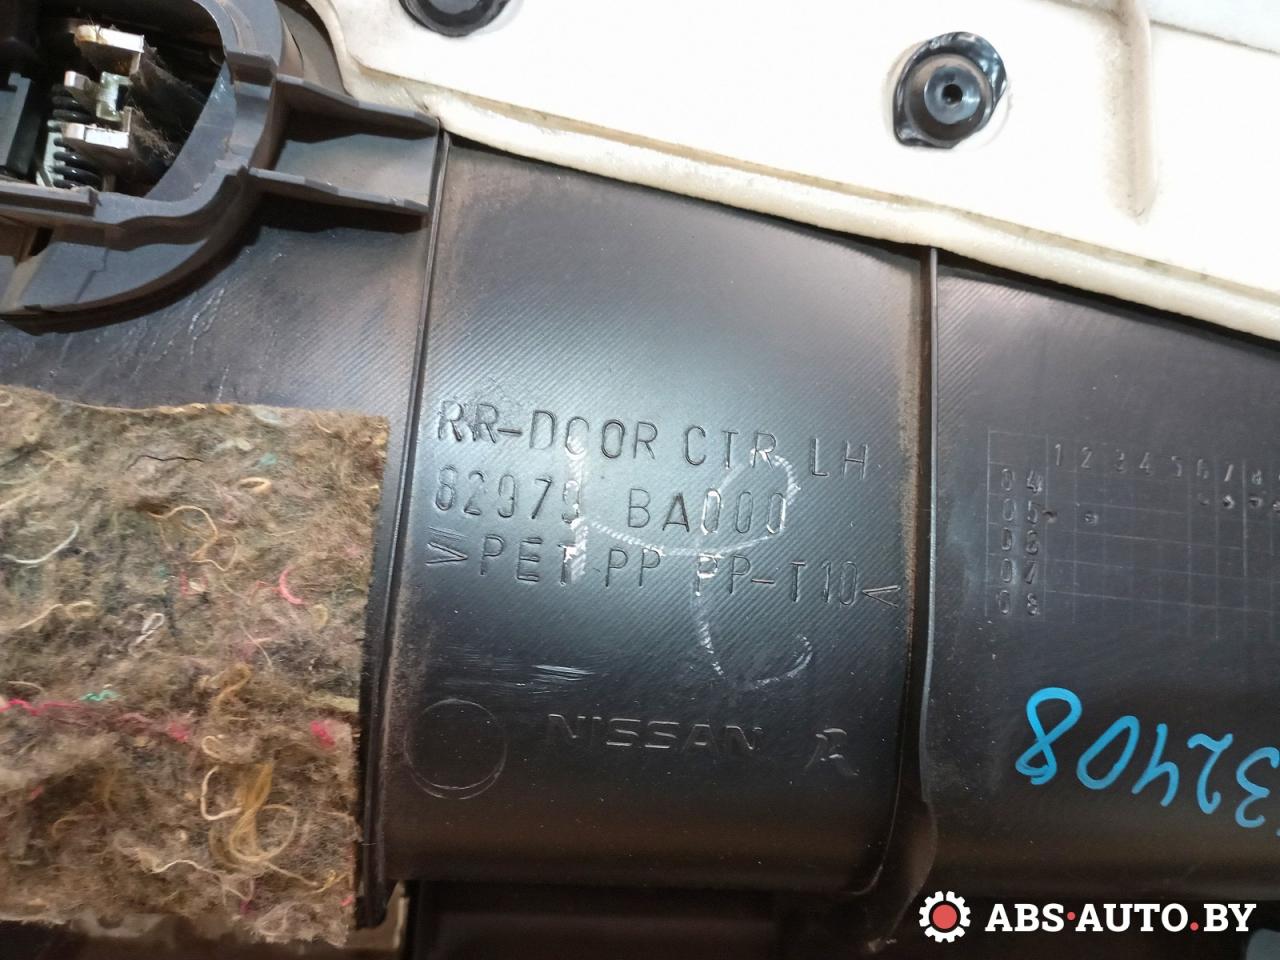 RR-DOOR CTR LH
82979 BA000
>PET PP PP-T10<
NISSAN
1 2 3 4 5 6 7 8
04
05
06
07
08
32408
ABS-AUTO.BY